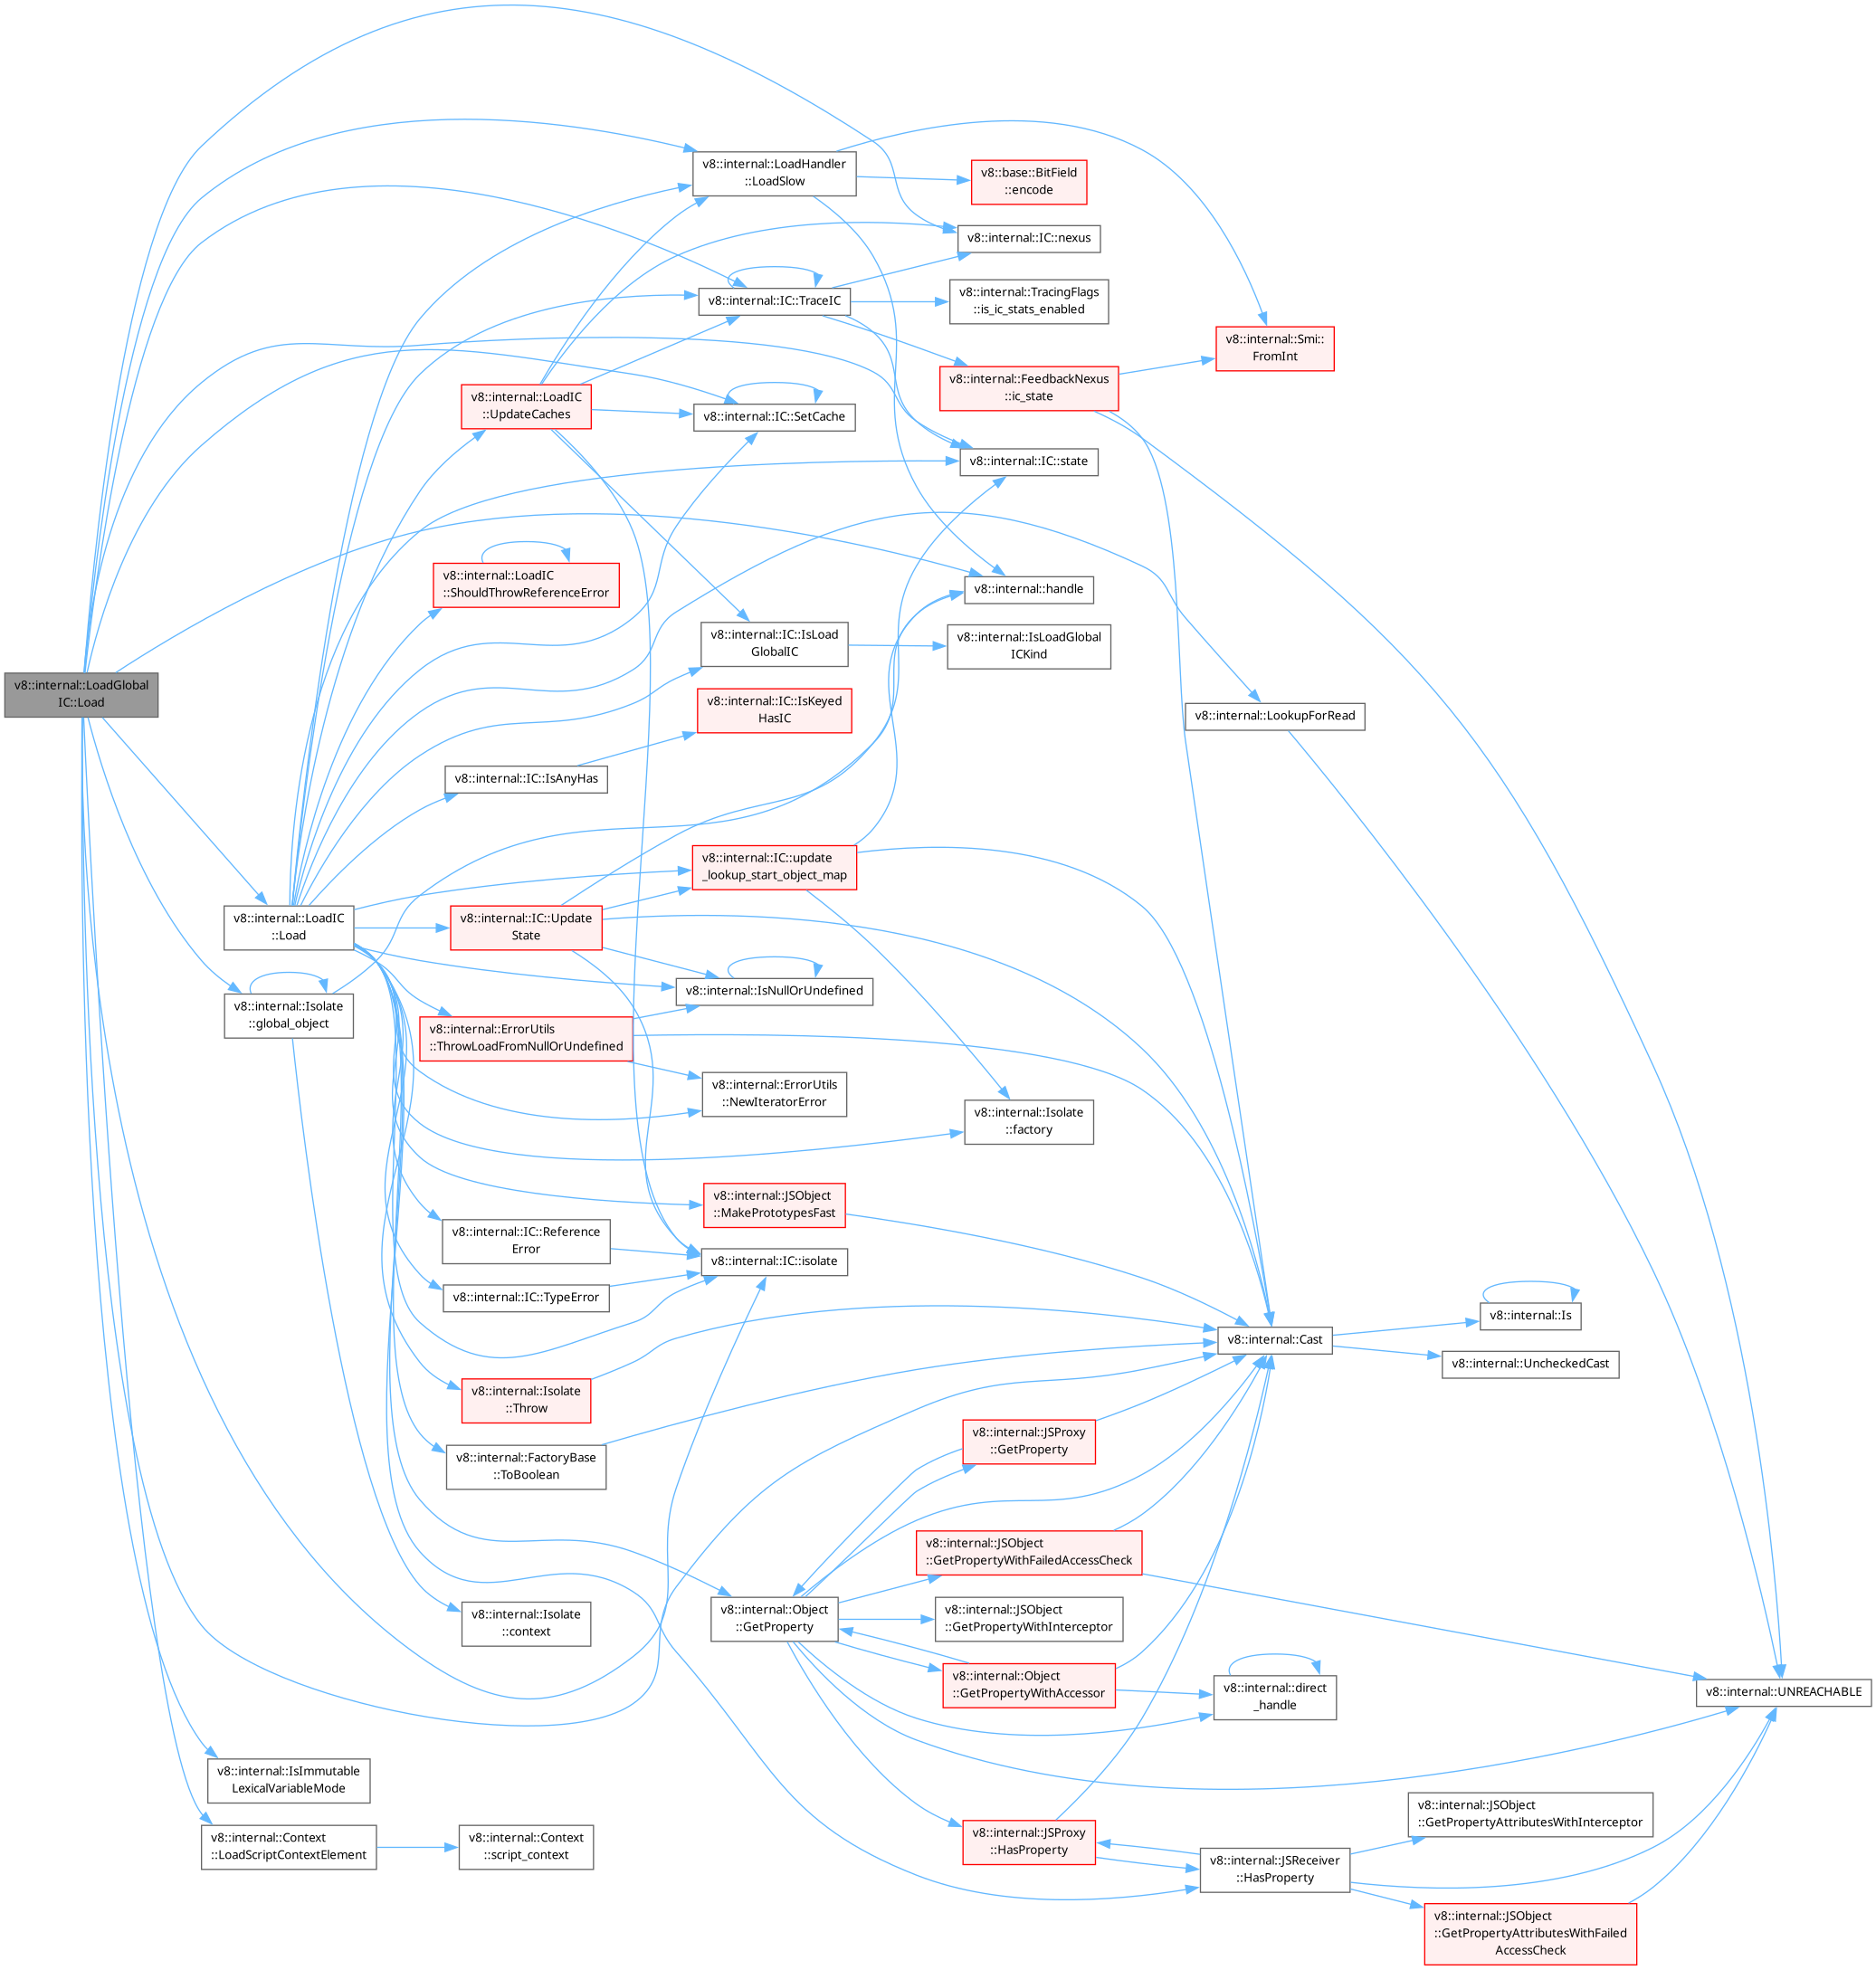 v8::internal::LoadHandler
::LoadSlow
v8::base::BitField
::encode
v8::internal::IC::nexus
v8::internal::IC::TraceIC
v8::internal::TracingFlags
::is_ic_stats_enabled
v8::internal::Smi::
FromInt
v8::internal::FeedbackNexus
::ic_state
v8::internal::LoadIC
::UpdateCaches
v8::internal::IC::SetCache
v8::internal::IC::state
v8::internal::LoadIC
::ShouldThrowReferenceError
v8::internal::handle
v8::internal::IC::IsLoad
GlobalIC
v8::internal::IsLoadGlobal
ICKind
v8::internal::LoadGlobal
IC::Load
v8::internal::IC::IsKeyed
HasIC
v8::internal::LookupForRead
v8::internal::IC::IsAnyHas
v8::internal::IC::update
_lookup_start_object_map
v8::internal::LoadIC
::Load
v8::internal::IC::Update
State
v8::internal::IsNullOrUndefined
v8::internal::Isolate
::global_object
v8::internal::ErrorUtils
::ThrowLoadFromNullOrUndefined
v8::internal::ErrorUtils
::NewIteratorError
v8::internal::Isolate
::factory
v8::internal::JSObject
::MakePrototypesFast
v8::internal::IC::Reference
Error
v8::internal::IC::isolate
v8::internal::IC::TypeError
v8::internal::Is
v8::internal::Cast
v8::internal::UncheckedCast
v8::internal::Isolate
::Throw
v8::internal::JSProxy
::GetProperty
v8::internal::FactoryBase
::ToBoolean
v8::internal::JSObject
::GetPropertyWithFailedAccessCheck
v8::internal::Isolate
::context
v8::internal::Object
::GetProperty
v8::internal::JSObject
::GetPropertyWithInterceptor
v8::internal::Object
::GetPropertyWithAccessor
v8::internal::direct
_handle
v8::internal::UNREACHABLE
v8::internal::IsImmutable
LexicalVariableMode
v8::internal::JSObject
::GetPropertyAttributesWithInterceptor
v8::internal::Context
::LoadScriptContextElement
v8::internal::Context
::script_context
v8::internal::JSProxy
::HasProperty
v8::internal::JSReceiver
::HasProperty
v8::internal::JSObject
::GetPropertyAttributesWithFailed
AccessCheck